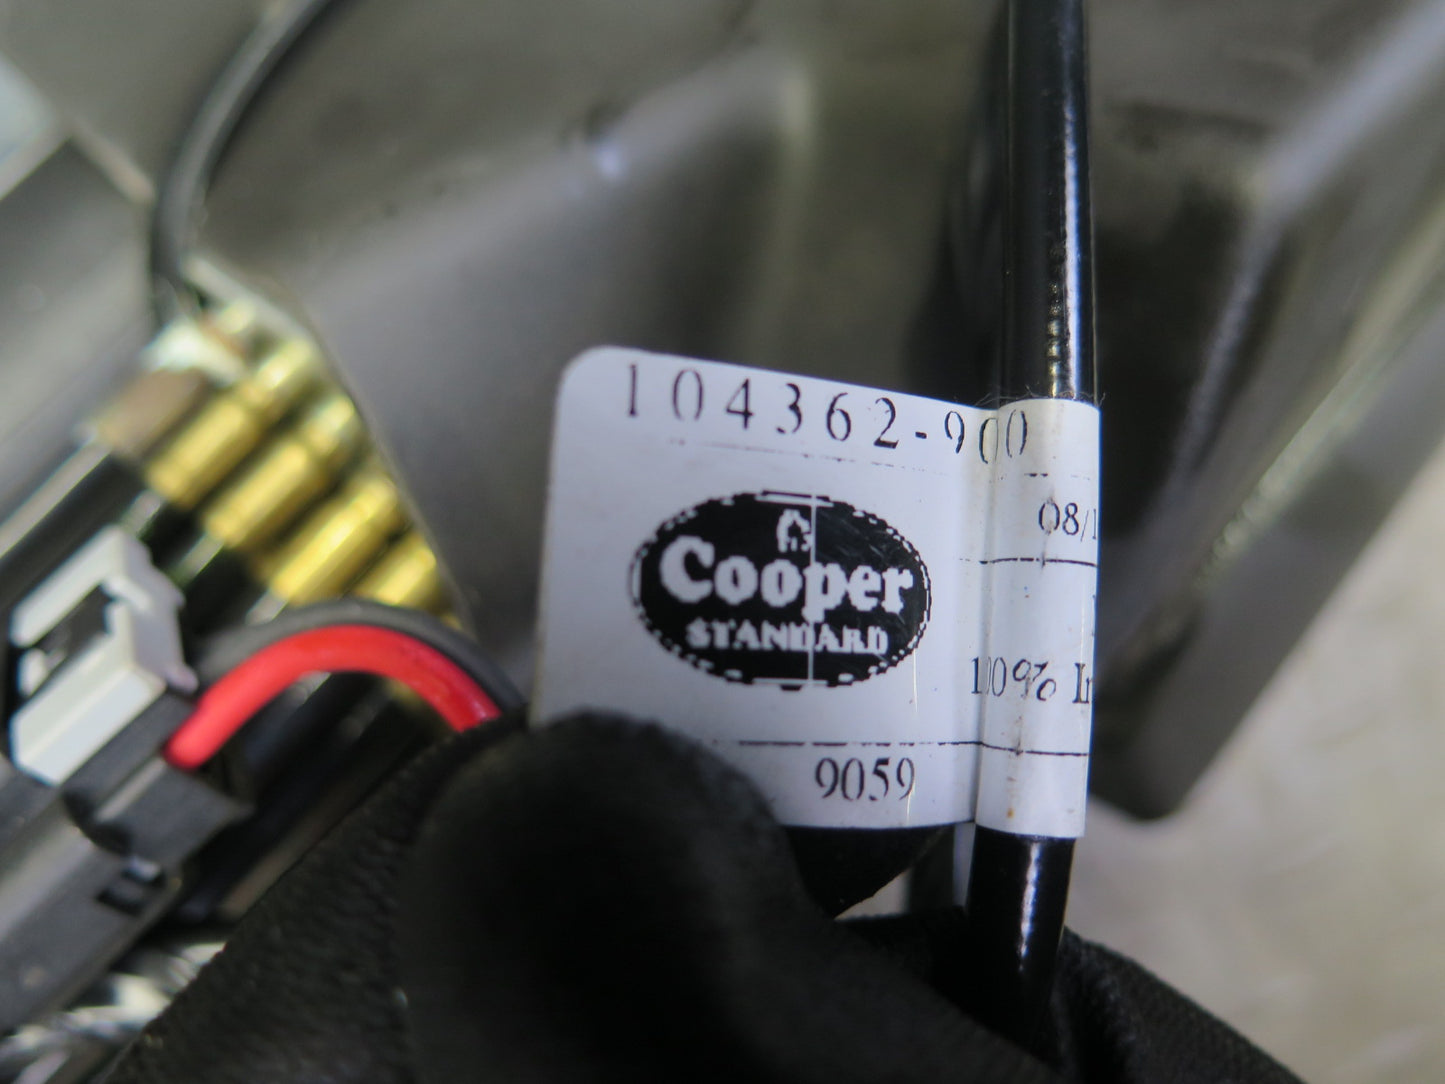 104362-900
08/1
Cooper
STANDARD
100% In
9059